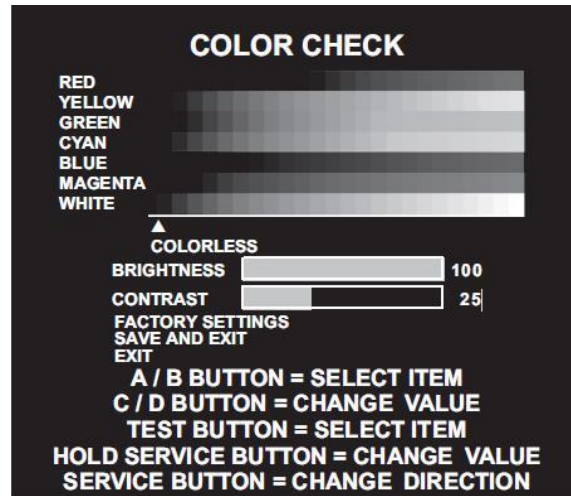 COLOR CHECK
RED
YELLOW
GREEN
CYAN
BLUE
MAGENTA
WHITE
COLORLESS
BRIGHTNESS 100
CONTRAST 25
FACTORY SETTINGS
SAVE AND EXIT
EXIT
A / B BUTTON = SELECT ITEM
C / D BUTTON = CHANGE VALUE
TEST BUTTON = SELECT ITEM
HOLD SERVICE BUTTON = CHANGE VALUE
SERVICE BUTTON = CHANGE DIRECTION